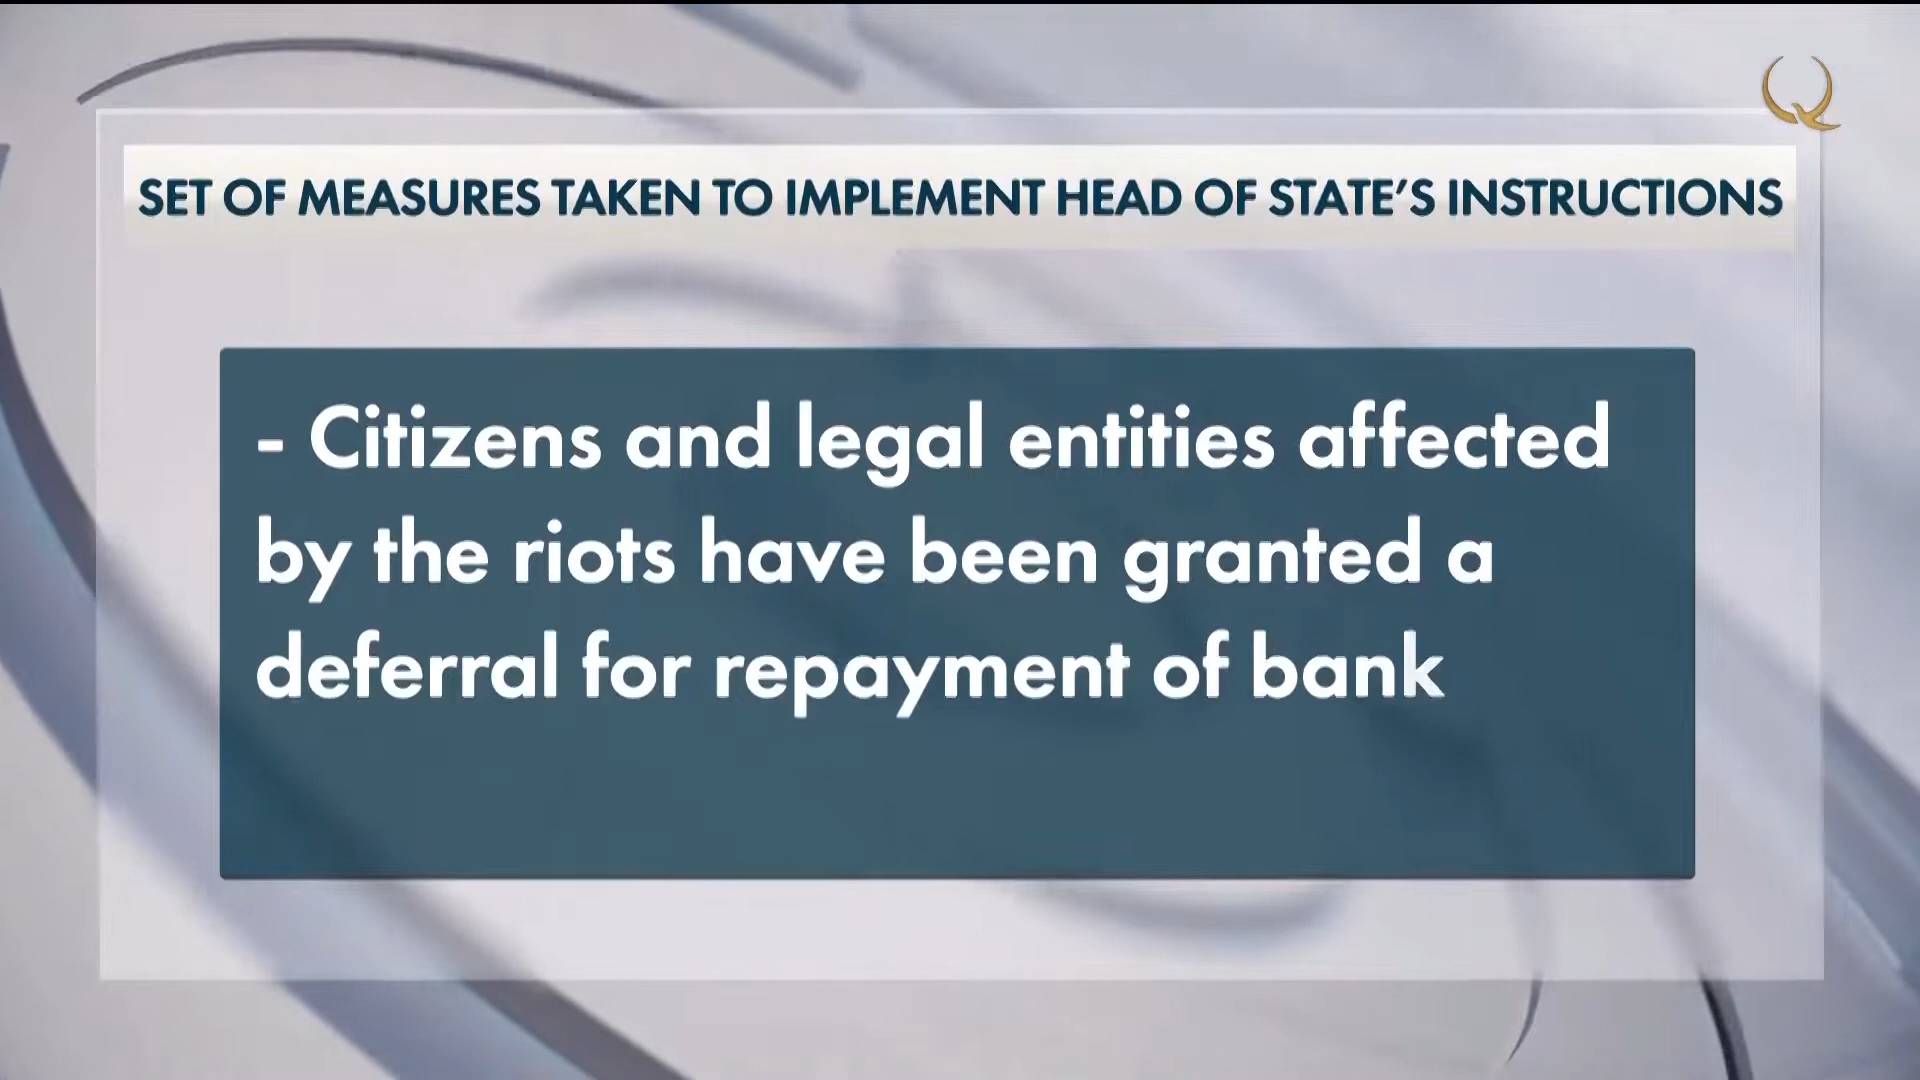 SET OF MEASURES TAKEN TO IMPLEMENT HEAD OF STATE'S INSTRUCTIONS
- Citizens and legal entities affected
by the riots have been granted a
deferral for repayment of bank